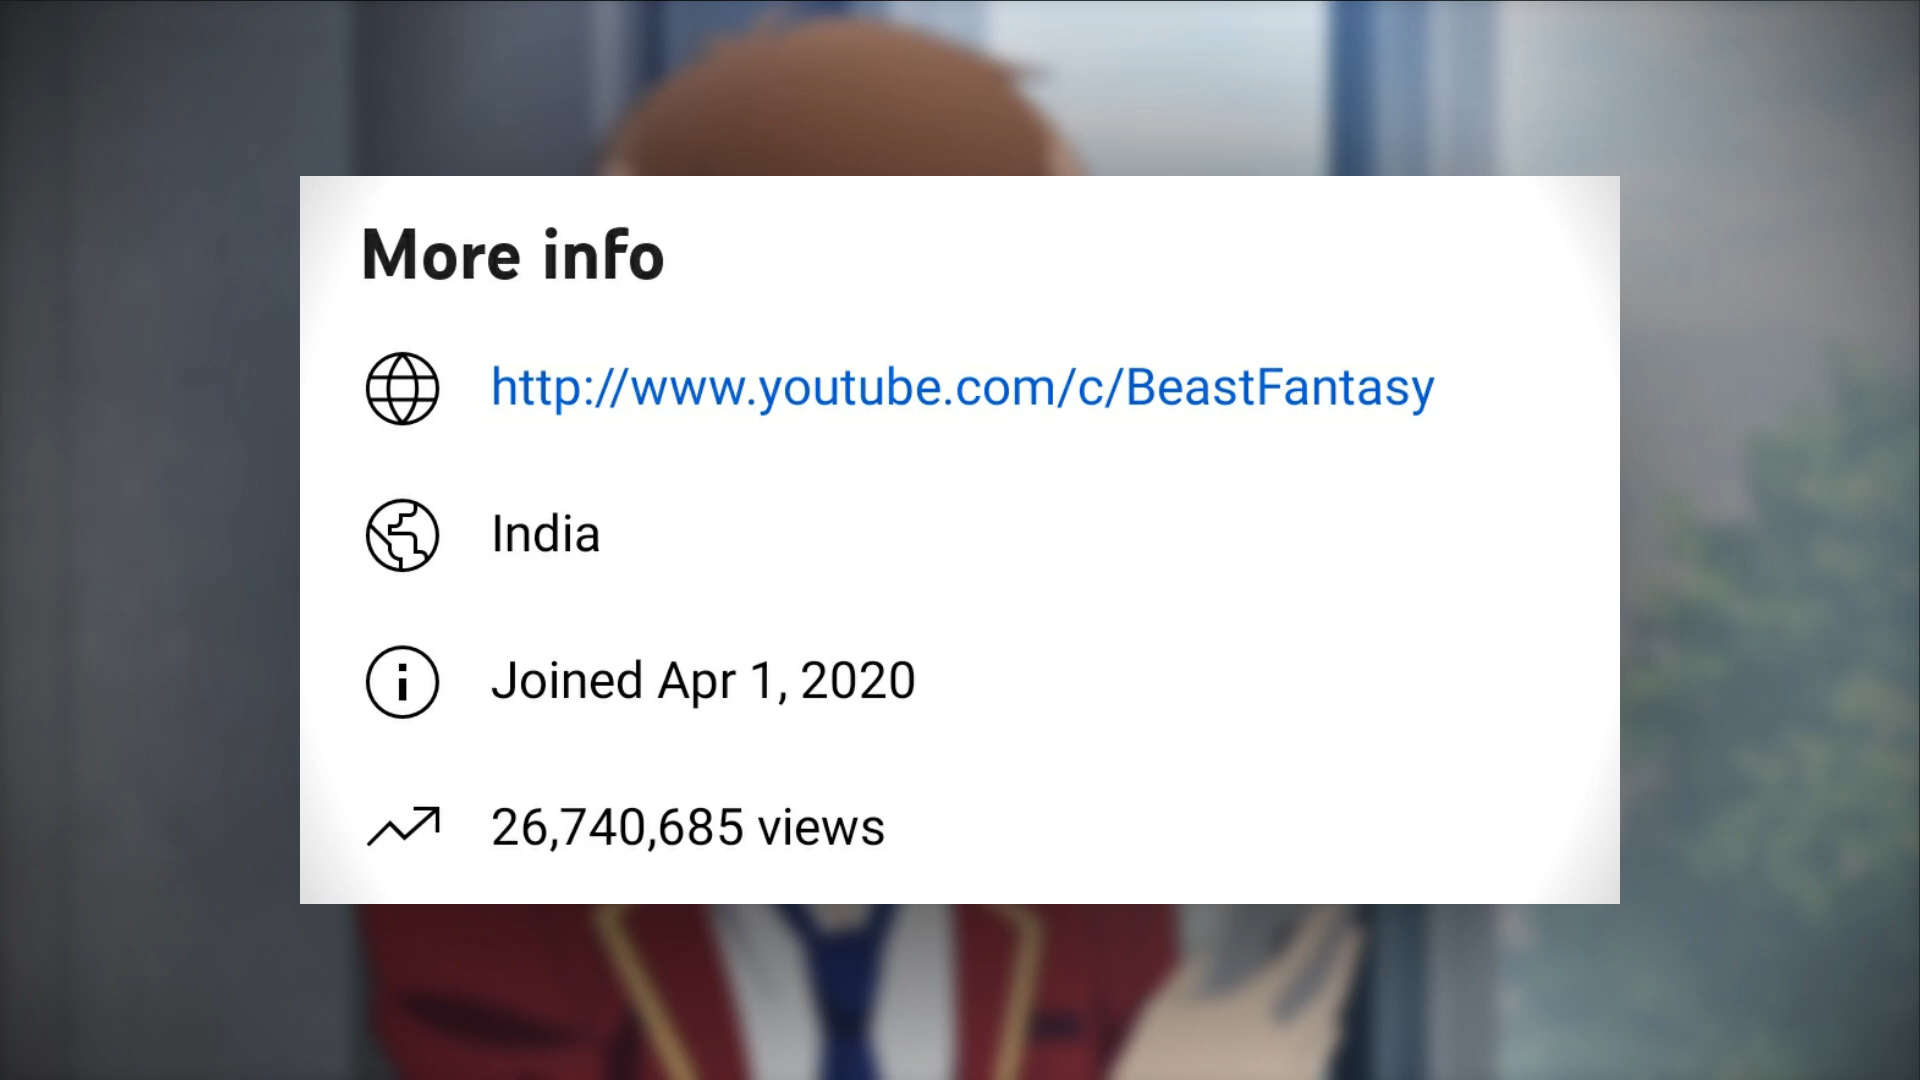 More info
http://www.youtube.com/c/BeastFantasy
India
Joined Apr 1, 2020
26,740,685 views